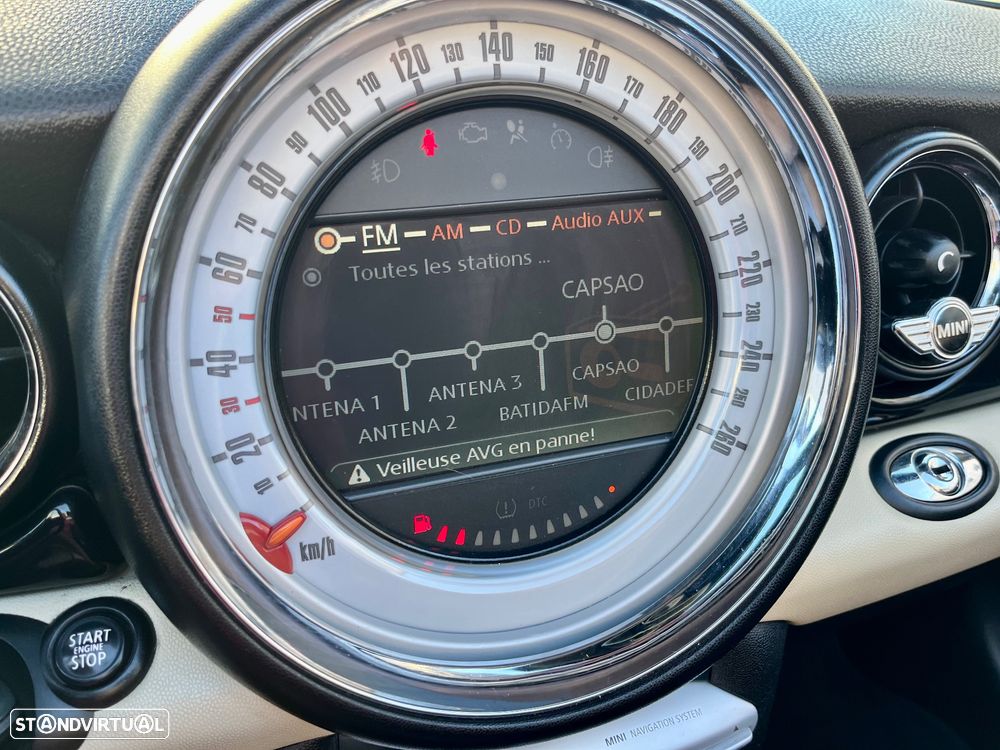 10
20
30
40
50
60
70
80
90
100
110
120
130
140
150
160
170
180
190
200
210
220
230
240
250
260
km/h
FM AM CD Audio AUX
Toutes les stations ...
CAPSAO
NTENA 1
ANTENA 2
ANTENA 3
BATIDAFM
CAPSAO
CIDADEF
Veilleuse AVG en panne!
DTC
MINI
START
ENGINE
STOP
MINI NAVIGATION SYSTEM
STANDVIRTUAL